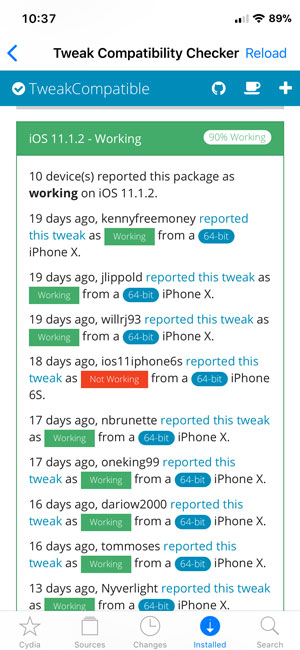 10:37
89%
Tweak Compatibility Checker Reload
TweakCompatible
iOS 11.1.2 - Working 90% Working
10 device(s) reported this package as
working on iOS 11.1.2.
19 days ago, kennyfreemoney reported
this tweak as Working from a 64-bit
iPhone X.
19 days ago, jlippold reported this tweak as
Working from a 64-bit iPhone X.
19 days ago, willrj93 reported this tweak as
Working from a 64-bit iPhone X.
18 days ago, ios11iphone6s reported this
tweak as Not Working from a 64-bit iPhone
6S.
17 days ago, nbrunette reported this tweak
as Working from a 64-bit iPhone X.
17 days ago, oneking99 reported this
tweak as Working from a 64-bit iPhone X.
16 days ago, dariow2000 reported this
tweak as Working from a 64-bit iPhone X.
16 days ago, tommoses reported this
tweak as Working from a 64-bit iPhone X.
13 days ago, Nyverlight reported this tweak
as Working from a 64-bit iPhone X.
Cydia Sources Changes Installed Search